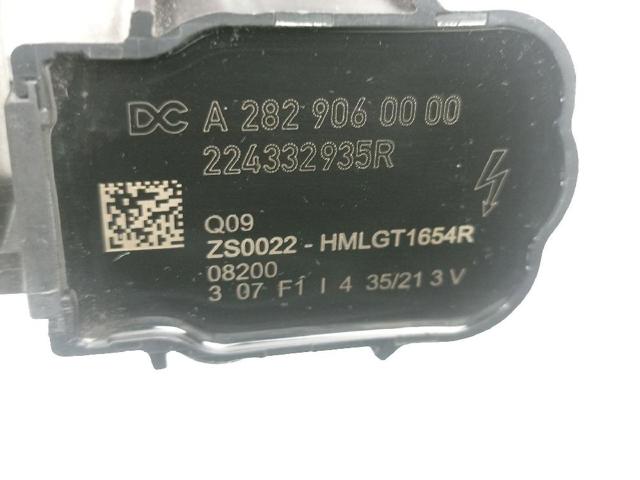 DC A 282 906 00 00
224332935R
Q09
ZS0022 - HMLGT1654R
08200
3 07 F1 I 4 35/21 3 V